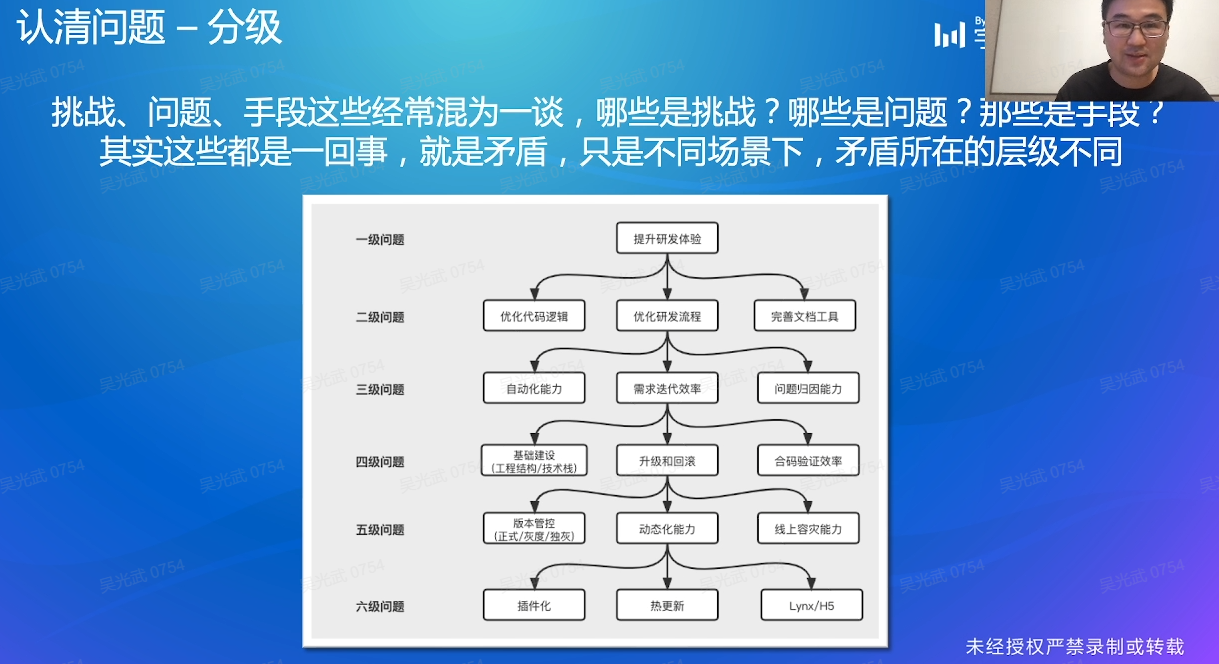 认清问题 – 分级
By
挑战、问题、手段这些经常混为一谈，哪些是挑战？哪些是问题？那些是手段？
其实这些都是一回事，就是矛盾，只是不同场景下，矛盾所在的层级不同
一级问题
提升研发体验
二级问题
优化代码逻辑
优化研发流程
完善文档工具
三级问题
自动化能力
需求迭代效率
问题归因能力
四级问题
基础建设
(工程结构/技术栈)
升级和回滚
合码验证效率
五级问题
版本管控
(正式/灰度/独灰)
动态化能力
线上容灾能力
六级问题
插件化
热更新
Lynx/H5
未经授权严禁录制或转载
吴光武 0754